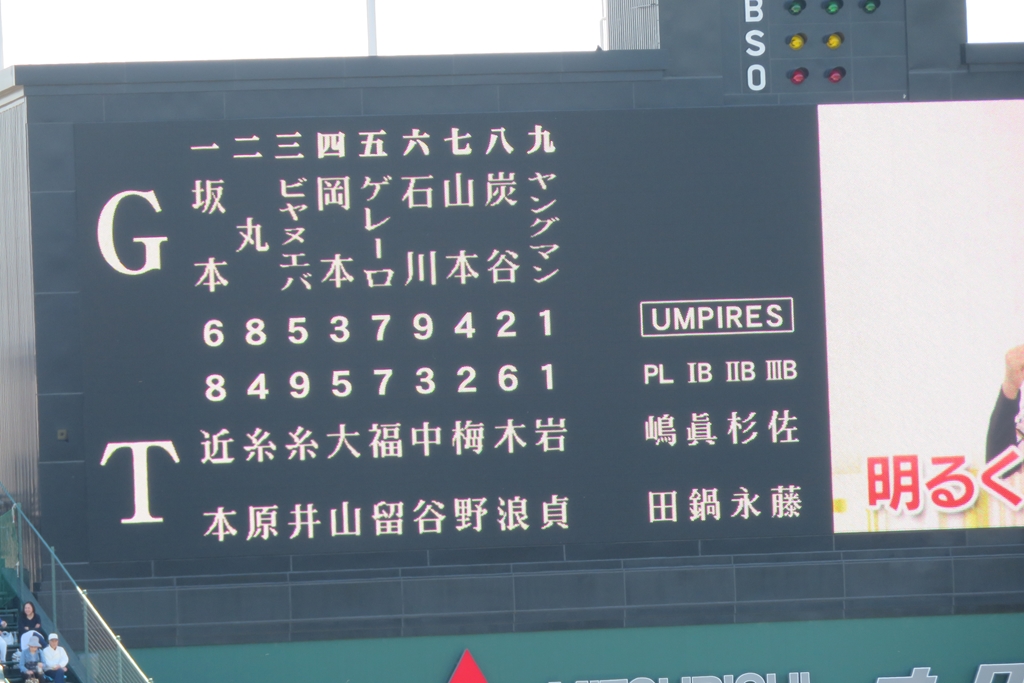 B
S
O
一 二 三 四 五 六 七 八 九
G 坂本 丸 ビヤヌエバ 岡本 ゲレーロ 石川 山本 炭谷 ヤングマン
6 8 5 3 7 9 4 2 1
UMPIRES
8 4 9 5 7 3 2 6 1
PL IB IIB IIIB
T 近本 糸原 糸井 大山 福留 中谷 梅野 木浪 岩貞
嶋田 眞鍋 杉永 佐藤
明るく
MITSUBISHI